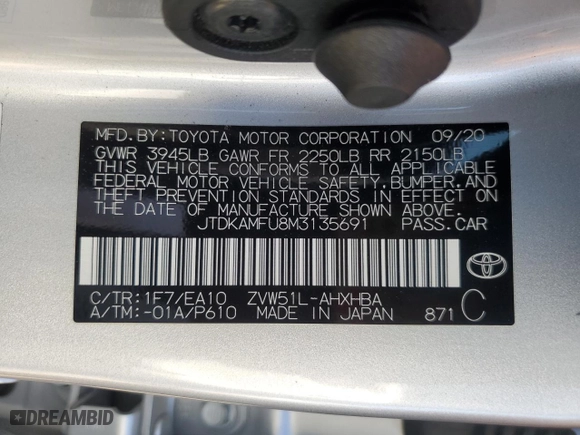 MFD.BY:TOYOTA MOTOR CORPORATION 09/20
GVWR 3945LB GAWR FR 2250LB RR 2150LB
THIS VEHICLE CONFORMS TO ALL APPLICABLE
FEDERAL MOTOR VEHICLE SAFETY,BUMPER,AND
THEFT PREVENTION STANDARDS IN EFFECT ON
THE DATE OF MANUFACTURE SHOWN ABOVE.
JTDKAMFU8M3135691 PASS.CAR
C/TR:1F7/EA10 ZVW51L-AHXHBA
A/TM:-01A/P610 MADE IN JAPAN 871 C
DREAMBID